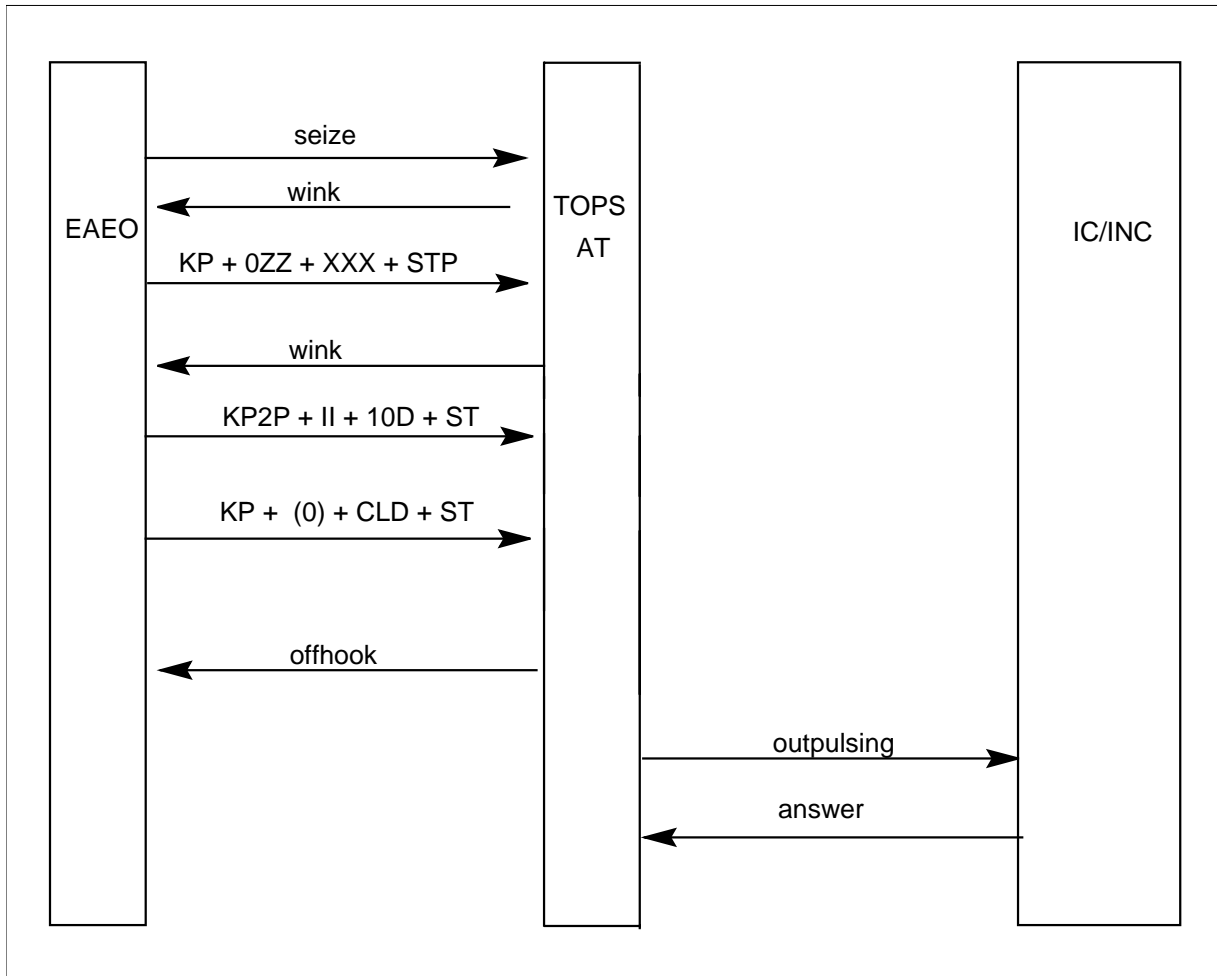 seize
wink
EAEO
TOPS
AT
IC/INC
KP + 0ZZ + XXX + STP
wink
KP2P + II + 10D + ST
KP + (0) + CLD + ST
offhook
outpulsing
answer